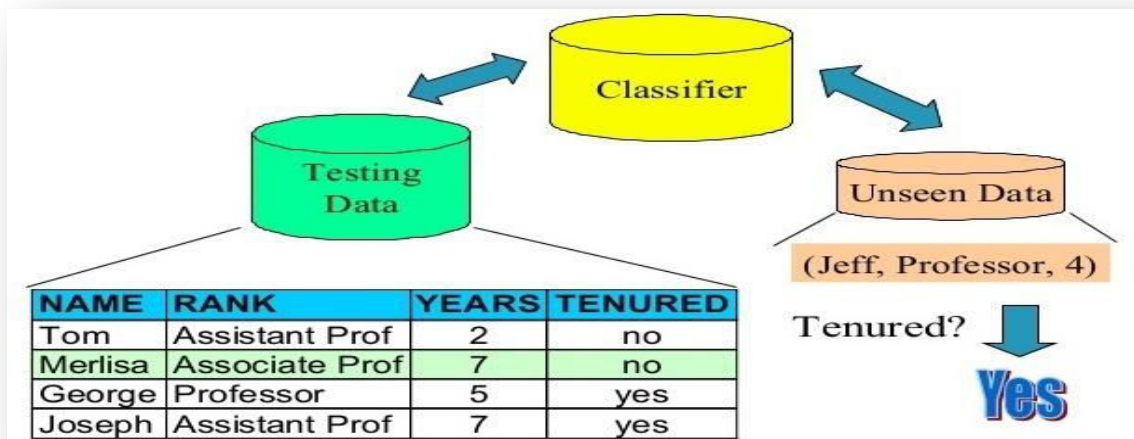 Classifier
Testing
Data
Unseen Data
(Jeff, Professor, 4)
NAME RANK YEARS TENURED
Tom Assistant Prof 2 no
Merlisa Associate Prof 7 no
George Professor 5 yes
Joseph Assistant Prof 7 yes
Tenured?
Yes